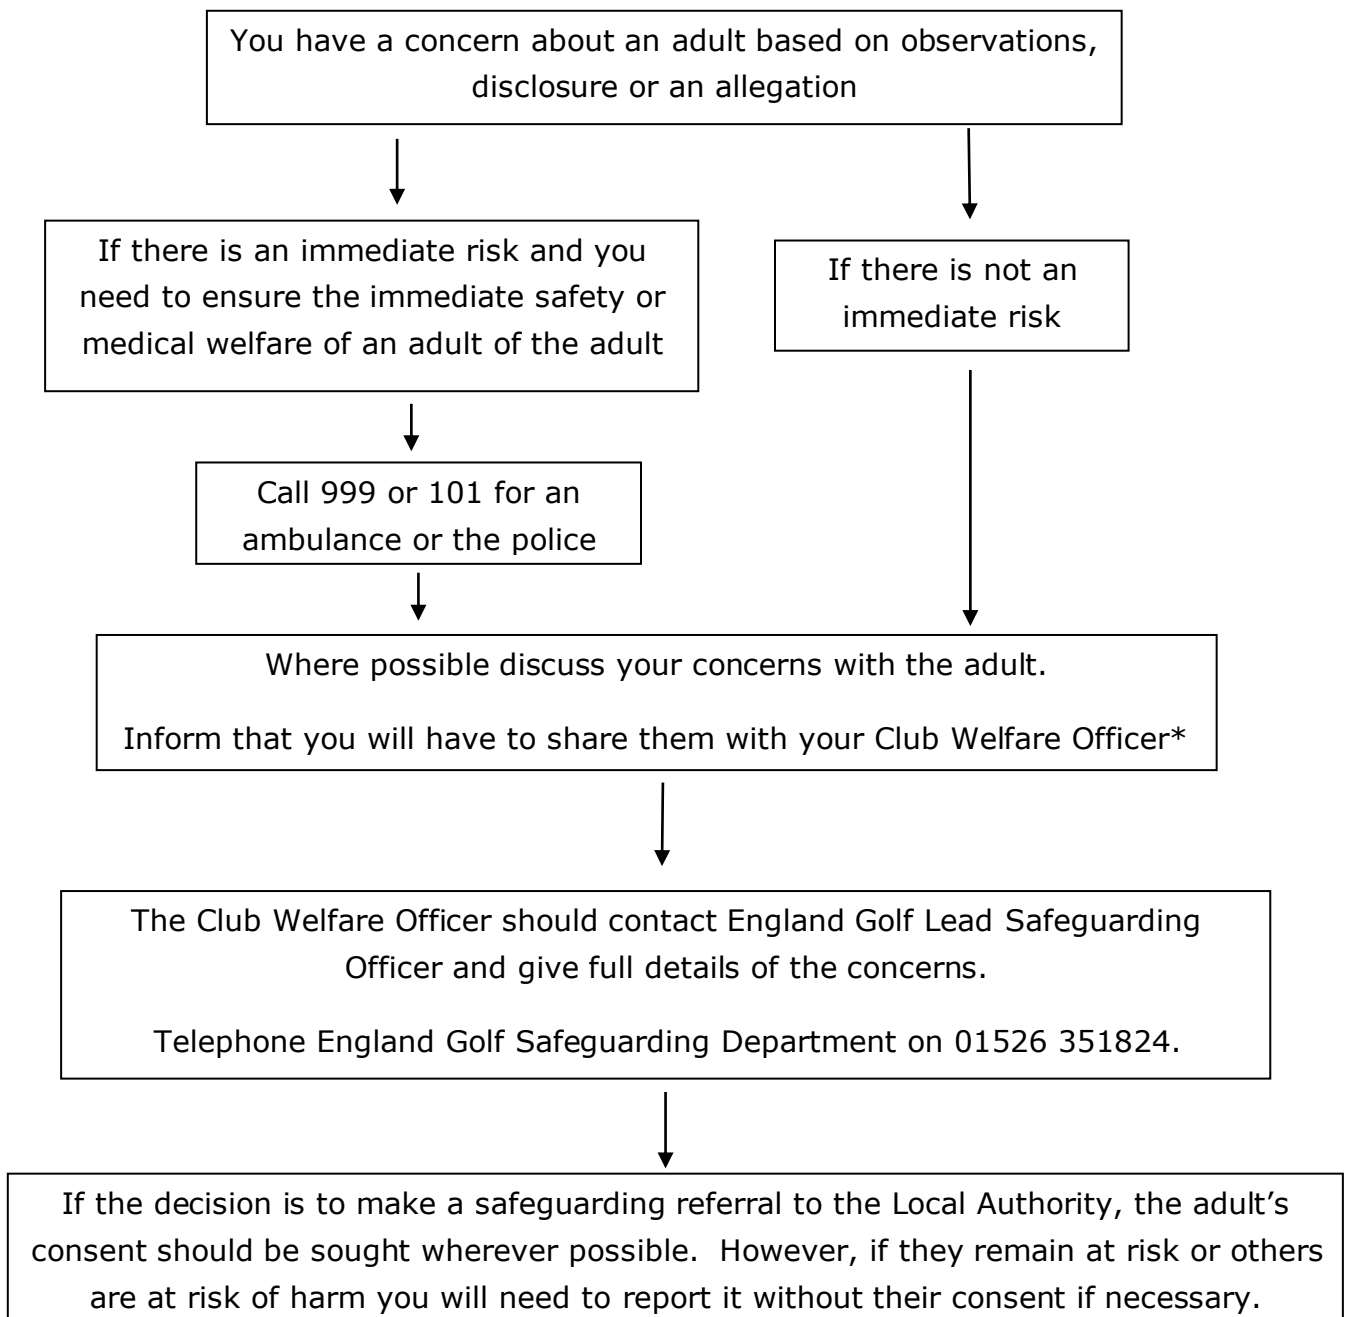 You have a concern about an adult based on observations,
disclosure or an allegation
If there is an immediate risk and you
need to ensure the immediate safety or
medical welfare of an adult of the adult
If there is not an
immediate risk
Call 999 or 101 for an
ambulance or the police
Where possible discuss your concerns with the adult.
Inform that you will have to share them with your Club Welfare Officer*
The Club Welfare Officer should contact England Golf Lead Safeguarding
Officer and give full details of the concerns.
Telephone England Golf Safeguarding Department on 01526 351824.
If the decision is to make a safeguarding referral to the Local Authority, the adult’s
consent should be sought wherever possible.  However, if they remain at risk or others
are at risk of harm you will need to report it without their consent if necessary.